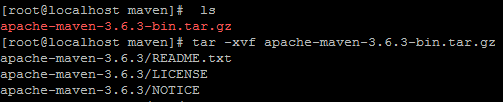 [root@localhost maven]#  ls
apache-maven-3.6.3-bin.tar.gz
[root@localhost maven]# tar -xvf apache-maven-3.6.3-bin.tar.gz
apache-maven-3.6.3/README.txt
apache-maven-3.6.3/LICENSE
apache-maven-3.6.3/NOTICE